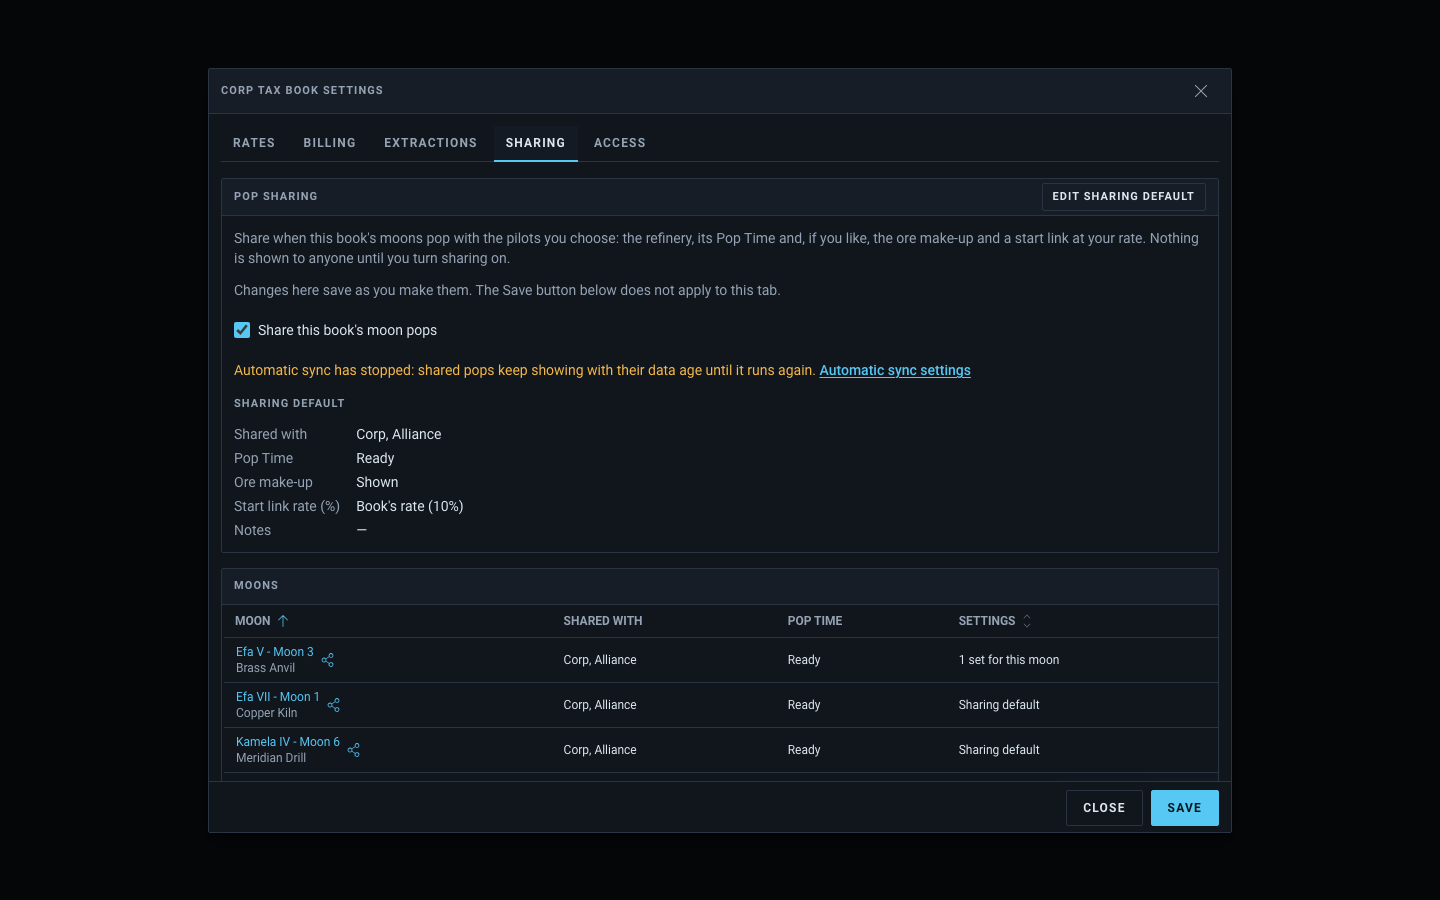 CORP TAX BOOK SETTINGS
RATES BILLING EXTRACTIONS SHARING ACCESS
POP SHARING EDIT SHARING DEFAULT
Share when this book's moons pop with the pilots you choose: the refinery, its Pop Time and, if you like, the ore make-up and a start link at your rate. Nothing
is shown to anyone until you turn sharing on.
Changes here save as you make them. The Save button below does not apply to this tab.
Share this book's moon pops
Automatic sync has stopped: shared pops keep showing with their data age until it runs again. Automatic sync settings
SHARING DEFAULT
Shared with Corp, Alliance
Pop Time Ready
Ore make-up Shown
Start link rate (%) Book's rate (10%)
Notes —
MOONS
MOON SHARED WITH POP TIME SETTINGS
Efa V - Moon 3
Brass Anvil
Corp, Alliance Ready 1 set for this moon
Efa VII - Moon 1
Copper Kiln
Corp, Alliance Ready Sharing default
Kamela IV - Moon 6
Meridian Drill
Corp, Alliance Ready Sharing default
CLOSE SAVE